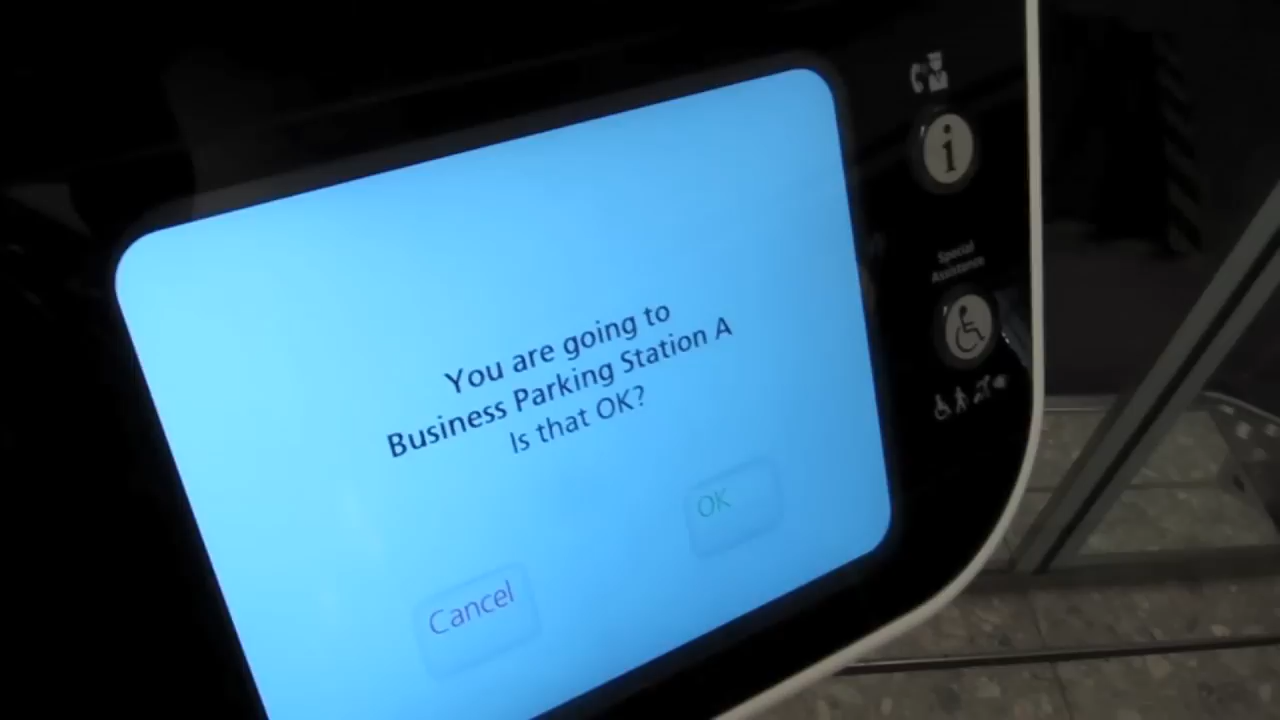 You are going to
Business Parking Station A
Is that OK?
OK
Cancel
i
Special
Assistance